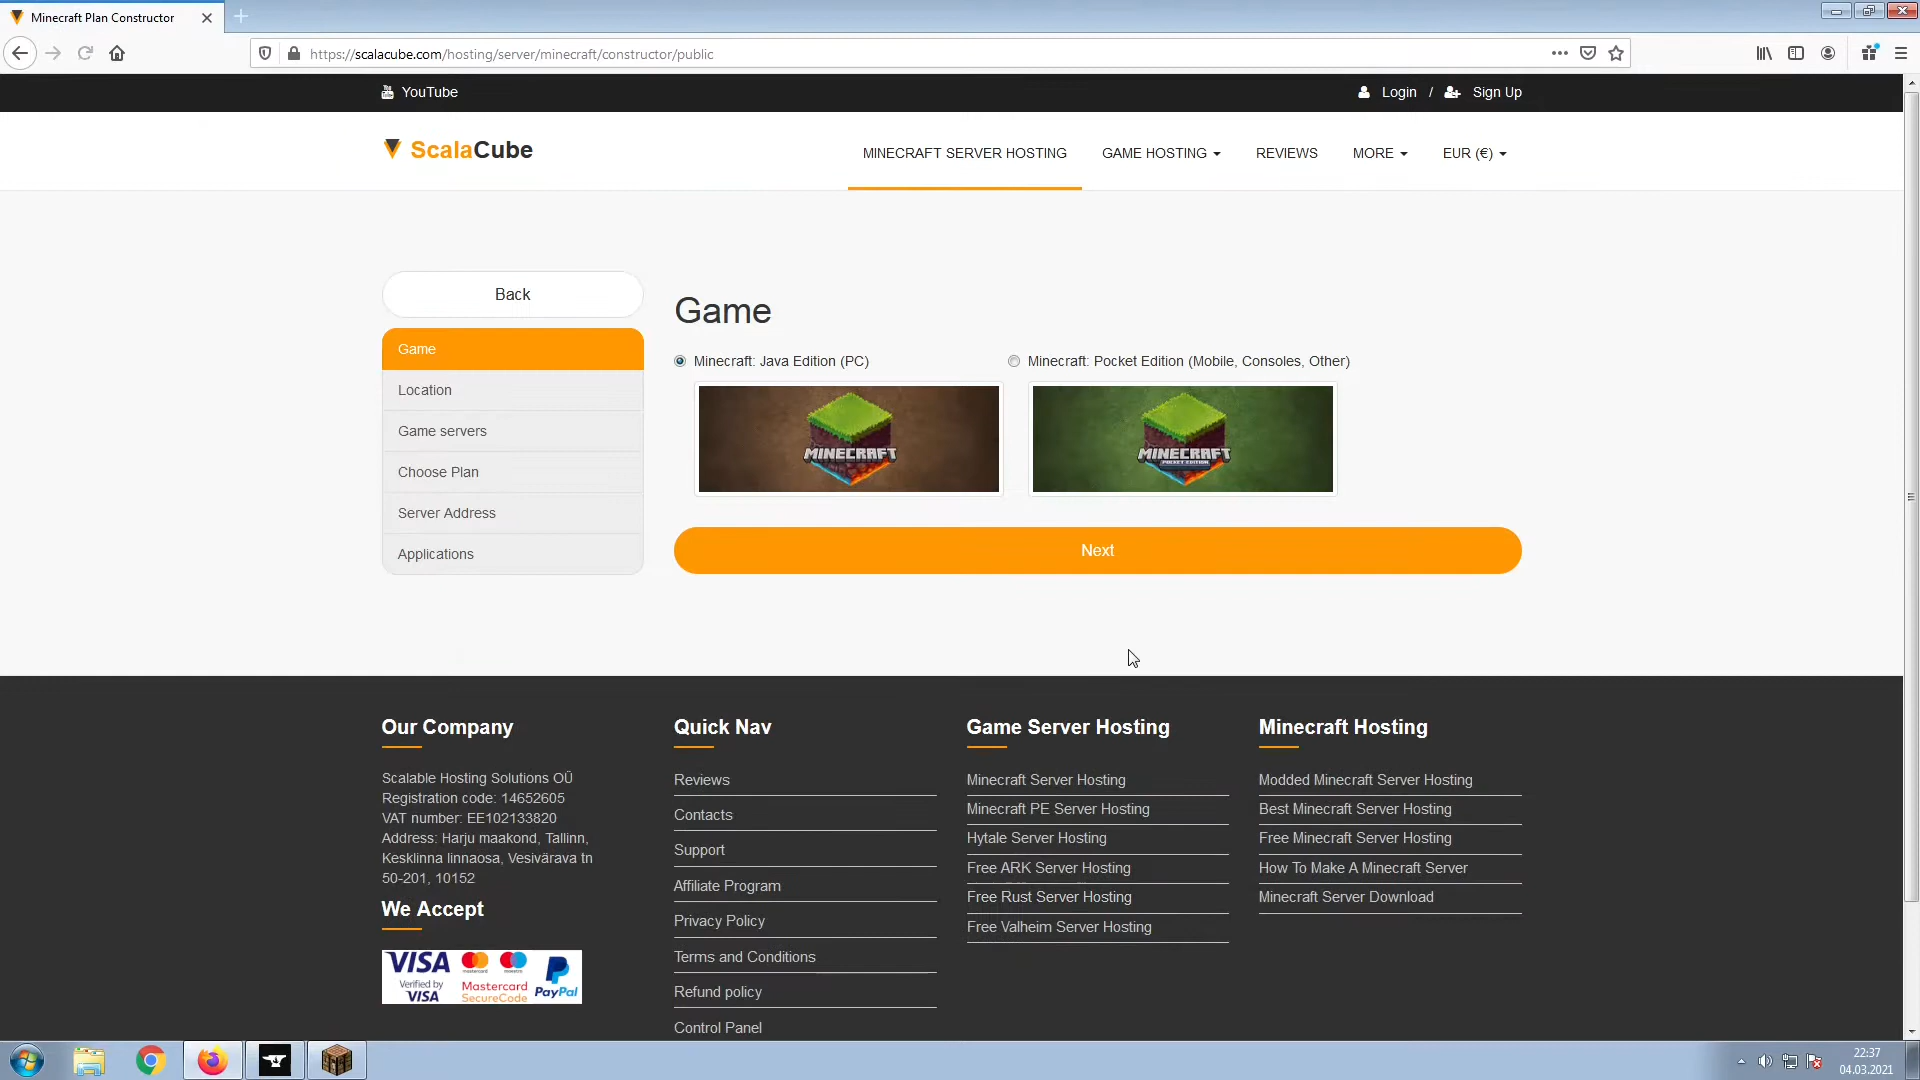 Minecraft Plan Constructor
https://scalacube.com/hosting/server/minecraft/constructor/public
YouTube
Login / Sign Up
ScalaCube
MINECRAFT SERVER HOSTING
GAME HOSTING
REVIEWS
MORE
EUR (€)
Back
Game
Location
Game servers
Choose Plan
Server Address
Applications
Game
Minecraft: Java Edition (PC)
Minecraft: Pocket Edition (Mobile, Consoles, Other)
MINECRAFT
MINECRAFT
POCKET EDITION
Next
Our Company
Scalable Hosting Solutions OÜ
Registration code: 14652605
VAT number: EE102133820
Address: Harju maakond, Tallinn,
Kesklinna linnaosa, Vesivärava tn
50-201, 10152
We Accept
VISA
Verified by
VISA
mastercard
maestro
Mastercard
SecureCode
PayPal
Quick Nav
Reviews
Contacts
Support
Affiliate Program
Privacy Policy
Terms and Conditions
Refund policy
Control Panel
Game Server Hosting
Minecraft Server Hosting
Minecraft PE Server Hosting
Hytale Server Hosting
Free ARK Server Hosting
Free Rust Server Hosting
Free Valheim Server Hosting
Minecraft Hosting
Modded Minecraft Server Hosting
Best Minecraft Server Hosting
Free Minecraft Server Hosting
How To Make A Minecraft Server
Minecraft Server Download
22:37
04.03.2021